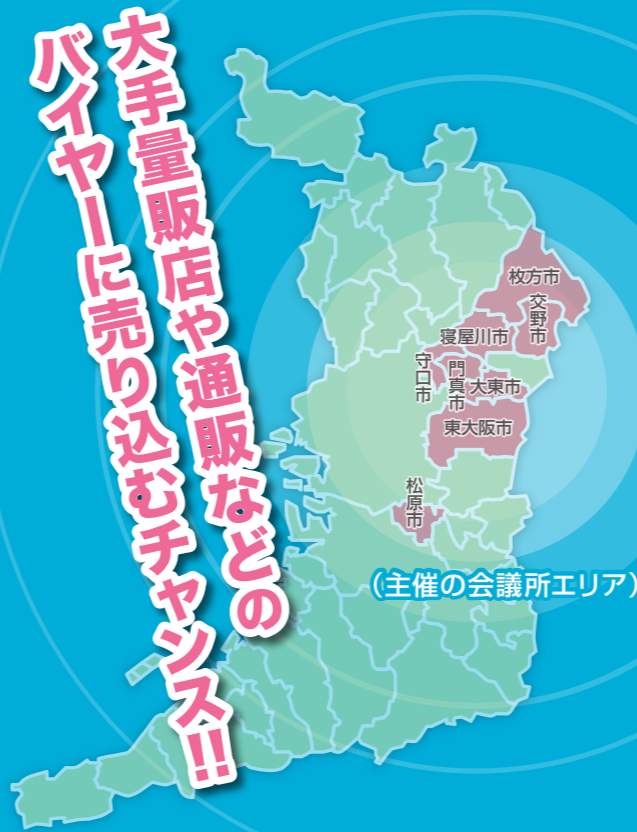 大手量販店や通販などの
バイヤーに売り込むチャンス!!
枚方市
交野市
寝屋川市
守口市
門真市
大東市
東大阪市
松原市
（主催の会議所エリア）